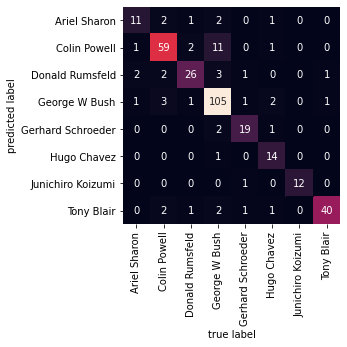 Ariel Sharon 11 2 1 2 0 1 0 0
Colin Powell 1 59 2 11 0 1 0 0
Donald Rumsfeld 2 2 26 3 1 0 0 1
George W Bush 1 3 1 105 1 2 0 1
Gerhard Schroeder 0 0 0 2 19 1 0 0
Hugo Chavez 0 0 0 1 0 14 0 0
Junichiro Koizumi 0 0 0 0 0 0 12 0
Tony Blair 0 2 1 2 1 1 0 40
predicted label
Ariel Sharon
Colin Powell
Donald Rumsfeld
George W Bush
Gerhard Schroeder
Hugo Chavez
Junichiro Koizumi
Tony Blair
true label